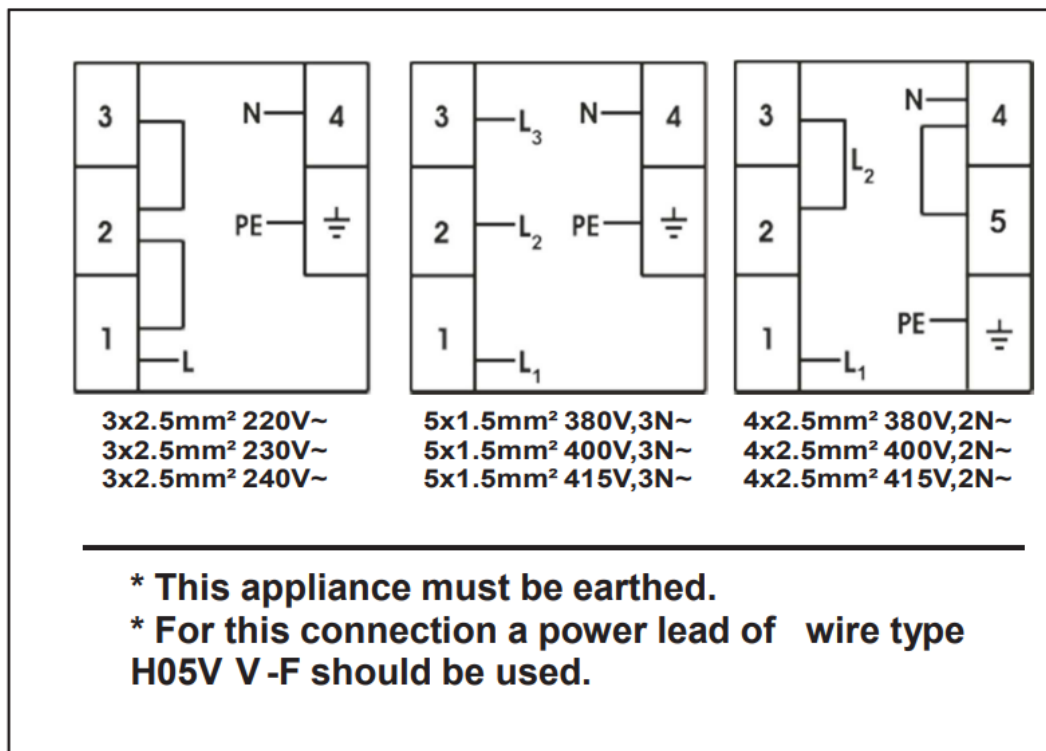 3 N 4
2 PE
1 L
3 L₃ N 4
2 L₂ PE
1 L₁
3 N 4
L₂
2 5
1 L₁ PE
3x2.5mm² 220V~
3x2.5mm² 230V~
3x2.5mm² 240V~
5x1.5mm² 380V,3N~
5x1.5mm² 400V,3N~
5x1.5mm² 415V,3N~
4x2.5mm² 380V,2N~
4x2.5mm² 400V,2N~
4x2.5mm² 415V,2N~
* This appliance must be earthed.
* For this connection a power lead of wire type
H05V V -F should be used.